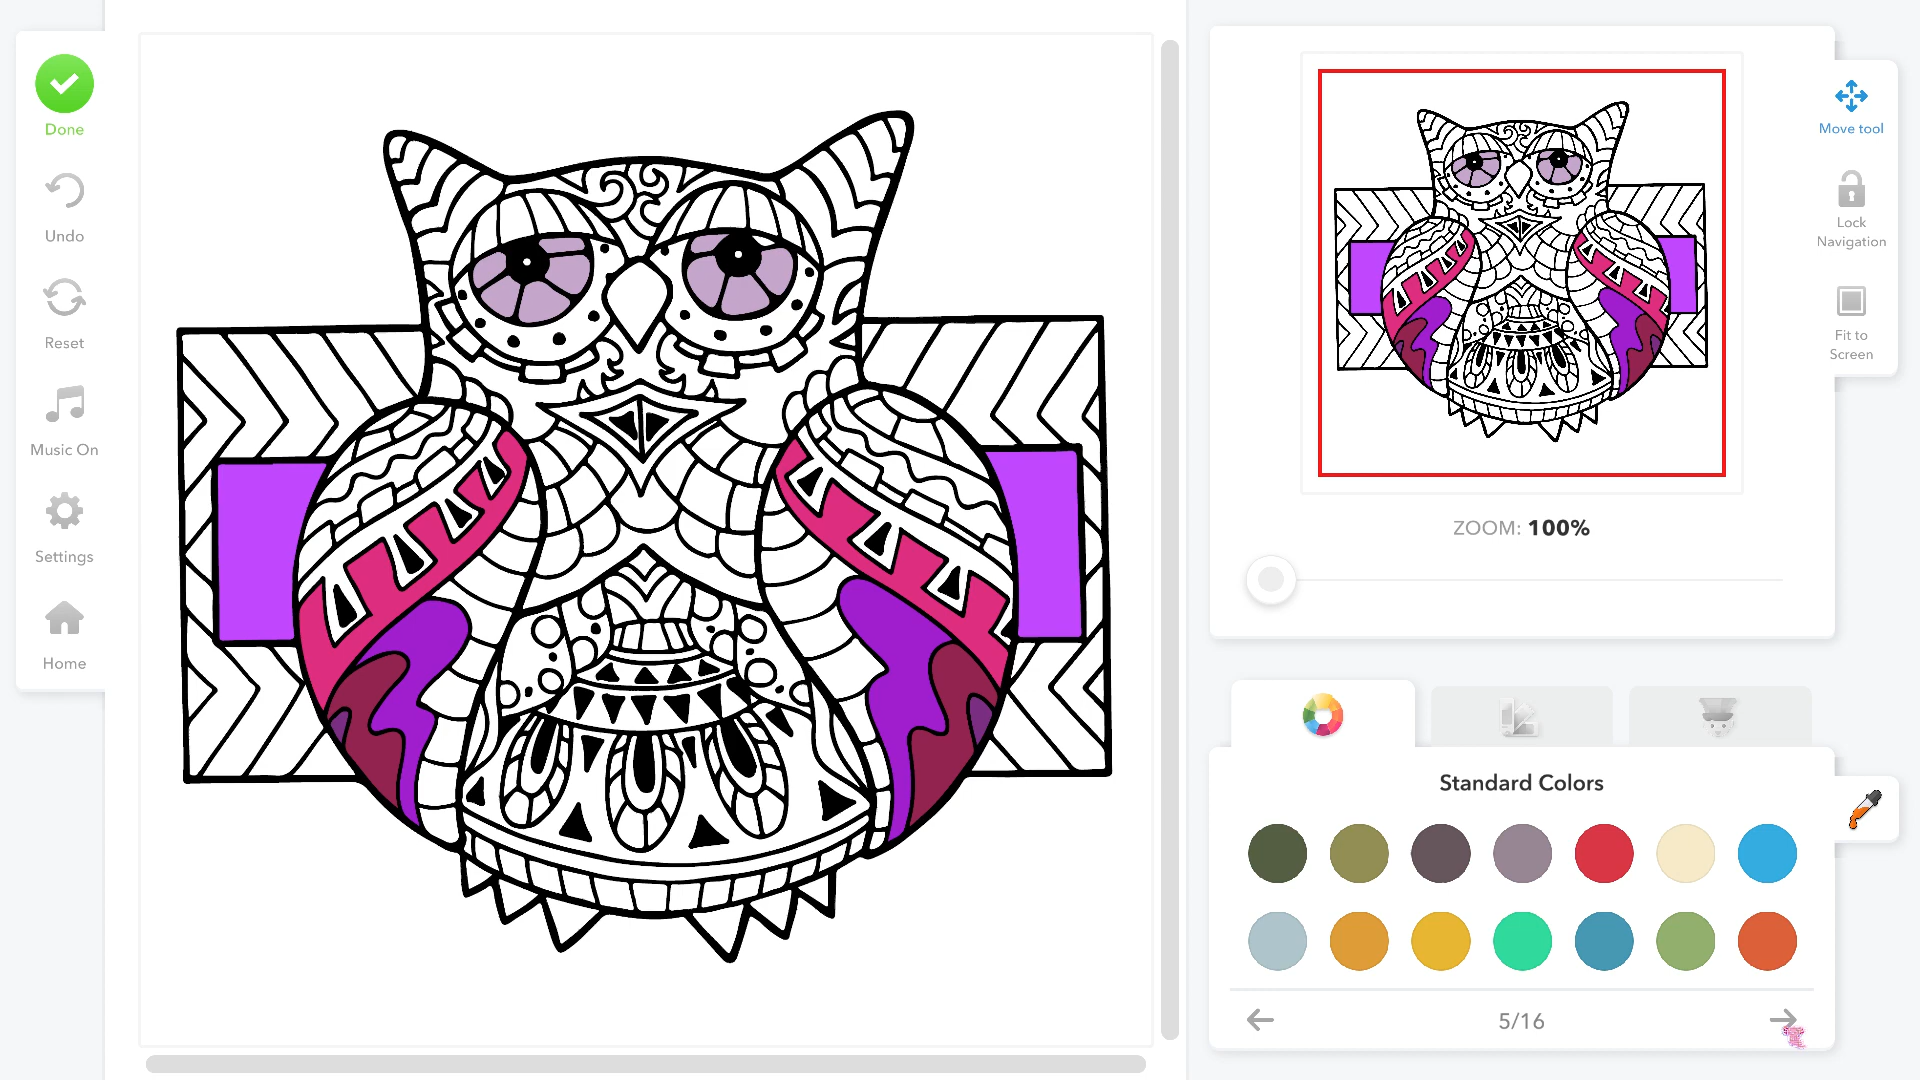 Done
Undo
Reset
Music On
Settings
Home
Move tool
Lock
Navigation
Fit to
Screen
ZOOM: 100%
Standard Colors
5/16